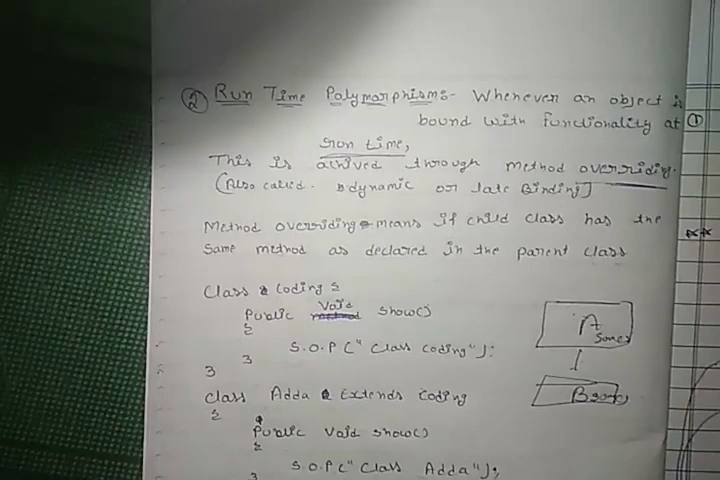 ② Run Time Polymorphism:- Whenever an object is
bound with functionality at ①
run time,
This is achived through method overriding.
(Also called dynamic or late Binding)
Method overriding means if child class has the
same method as declared in the parent class
Class Coding {
Public Void show()
{
S.O.P ("Class Coding");
}
}
Class Adda Extends Coding
{
Public Void show()
{
S.O.P ("Class Adda");
}
A